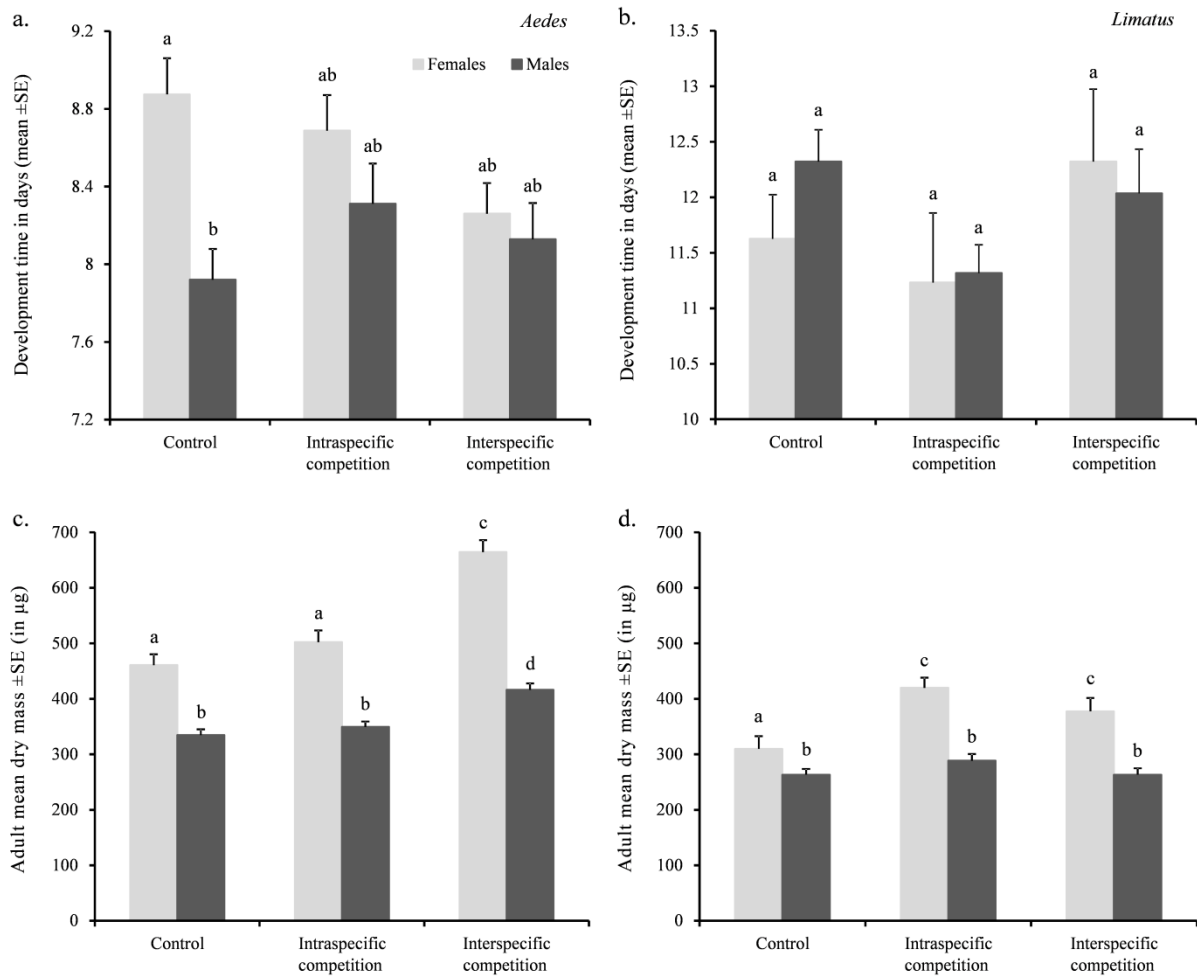 a.
Aedes
Females
Males
Development time in days (mean ±SE)
9.2
8.8
8.4
8
7.6
7.2
a
b
ab
ab
ab
ab
Control
Intraspecific
competition
Interspecific
competition
b.
Limatus
Development time in days (mean ±SE)
13.5
13
12.5
12
11.5
11
10.5
10
a
a
a
a
a
a
Control
Intraspecific
competition
Interspecific
competition
c.
Adult mean dry mass ±SE (in µg)
700
600
500
400
300
200
100
0
a
b
a
b
c
d
Control
Intraspecific
competition
Interspecific
competition
d.
Adult mean dry mass ±SE (in µg)
700
600
500
400
300
200
100
0
a
b
c
b
c
b
Control
Intraspecific
competition
Interspecific
competition